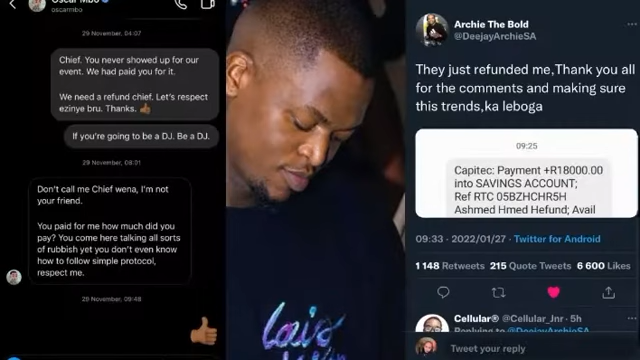 Oscar Mbo
oscarmbo
29 November, 04:07
Chief. You never showed up for our
event. We had paid you for it.
We need a refund chief. Let's respect
ezinye bru. Thanks. 👍🏾
If you're going to be a DJ. Be a DJ.
29 November, 08:01
Don't call me Chief wena, I'm not
your friend.
You paid for me how much did you
pay? You come here talking all sorts
of rubbish yet you don't even know
how to follow simple protocol,
respect me.
29 November, 09:48
👍🏾
Archie The Bold
@DeejayArchieSA
They just refunded me,Thank you all
for the comments and making sure
this trends,ka leboga
09:25
Capitec: Payment +R18000.00
into SAVINGS ACCOUNT;
Ref RTC 05BZHCHR5H
Ashmed Hmed Hefund; Avail
09:33 · 2022/01/27 · Twitter for Android
1 148 Retweets 215 Quote Tweets 6 600 Likes
Cellular® @Cellular_Jnr · 5h
Replying to @DeejayArchieSA
Tweet your reply